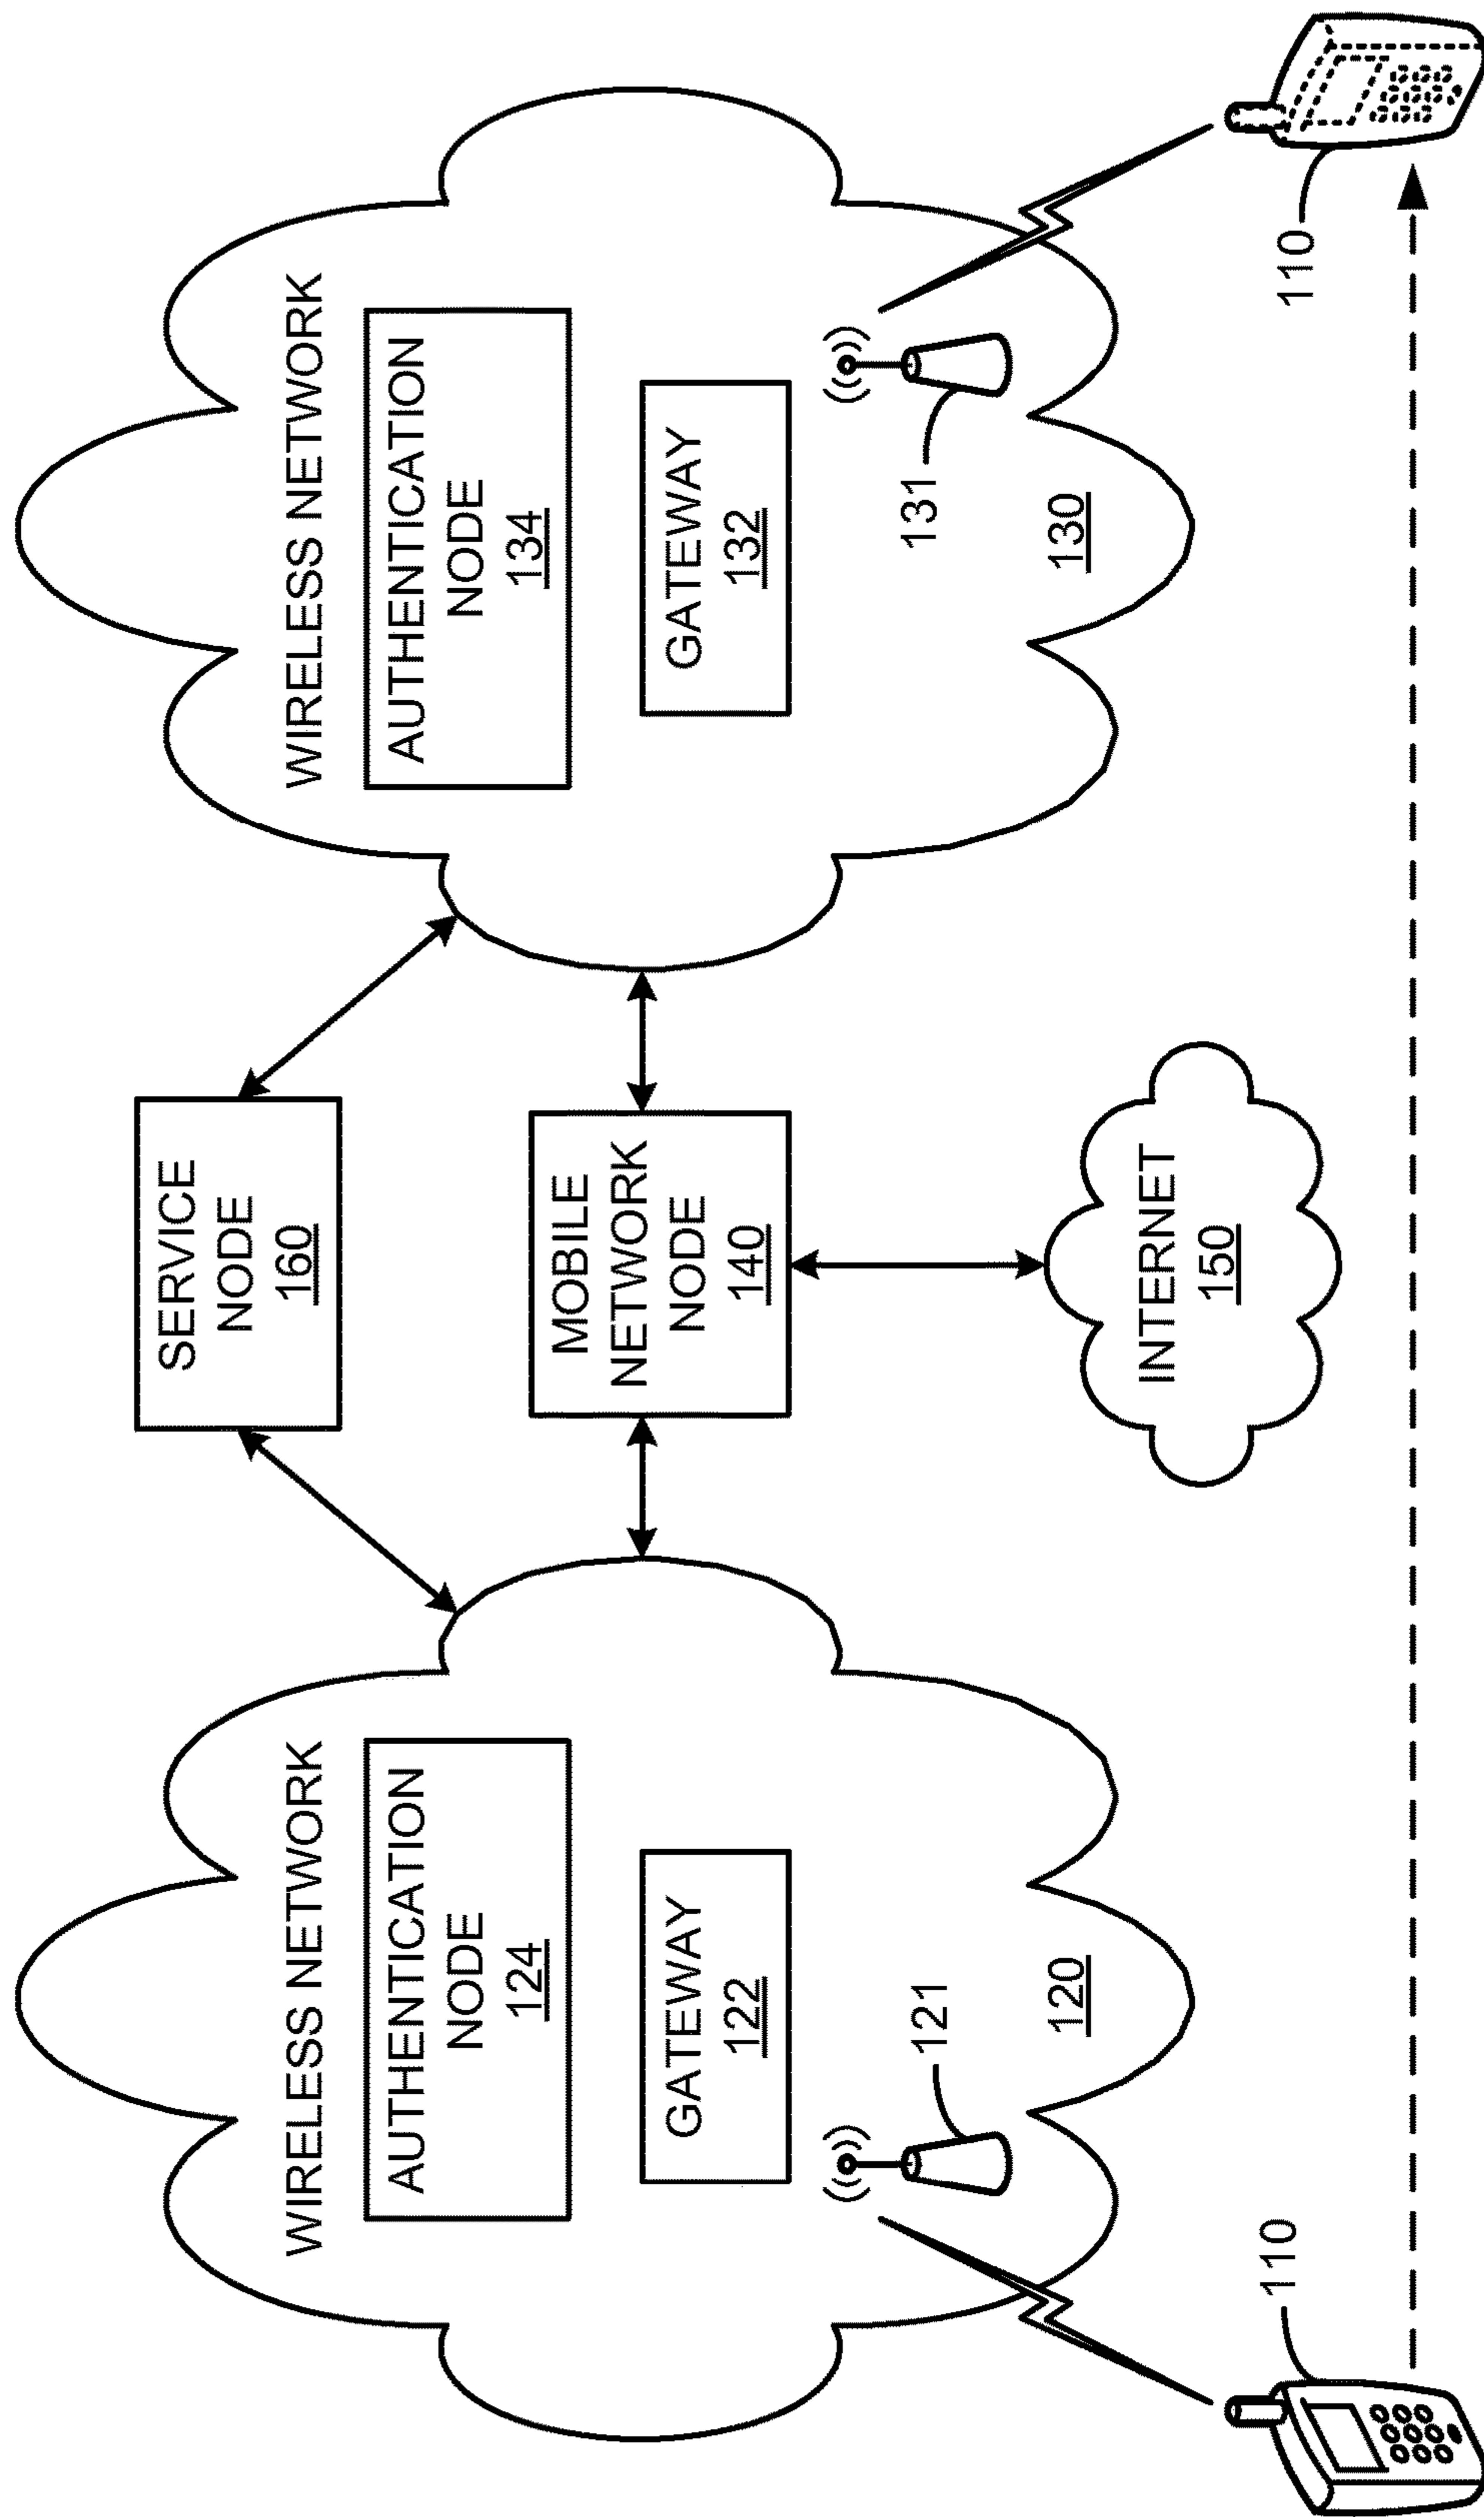 WIRELESS NETWORK
AUTHENTICATION
NODE
124
GATEWAY
122
121
120
110
SERVICE
NODE
160
MOBILE
NETWORK
NODE
140
INTERNET
150
WIRELESS NETWORK
AUTHENTICATION
NODE
134
GATEWAY
132
131
130
110